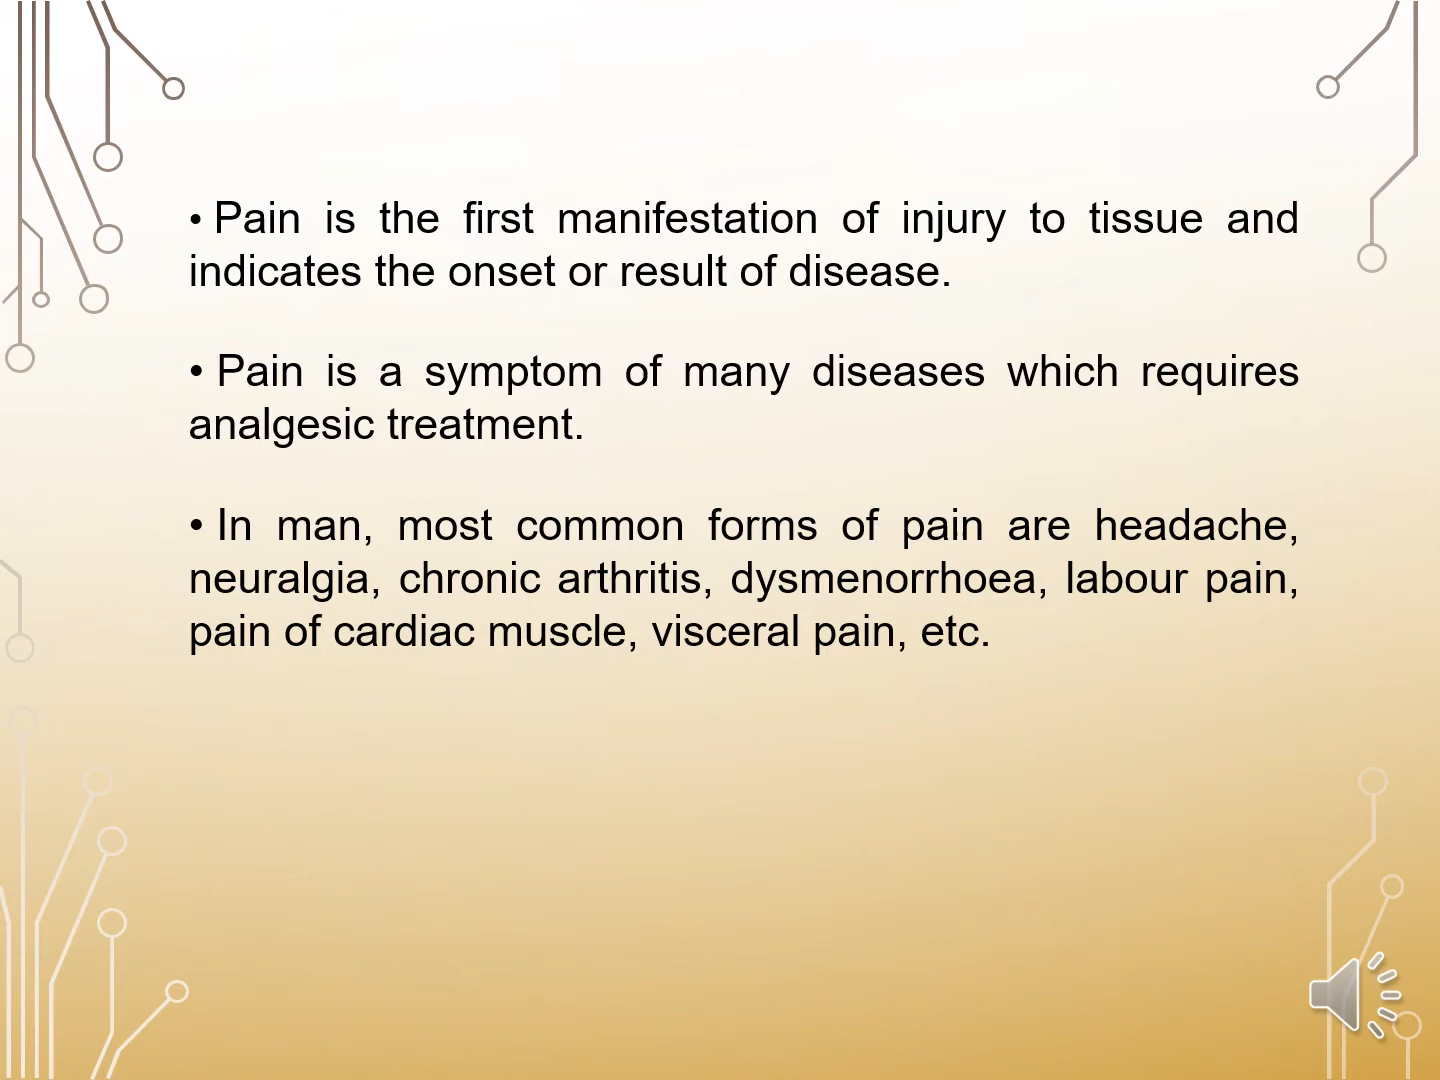 • Pain is the first manifestation of injury to tissue and
indicates the onset or result of disease.
• Pain is a symptom of many diseases which requires
analgesic treatment.
• In man, most common forms of pain are headache,
neuralgia, chronic arthritis, dysmenorrhoea, labour pain,
pain of cardiac muscle, visceral pain, etc.